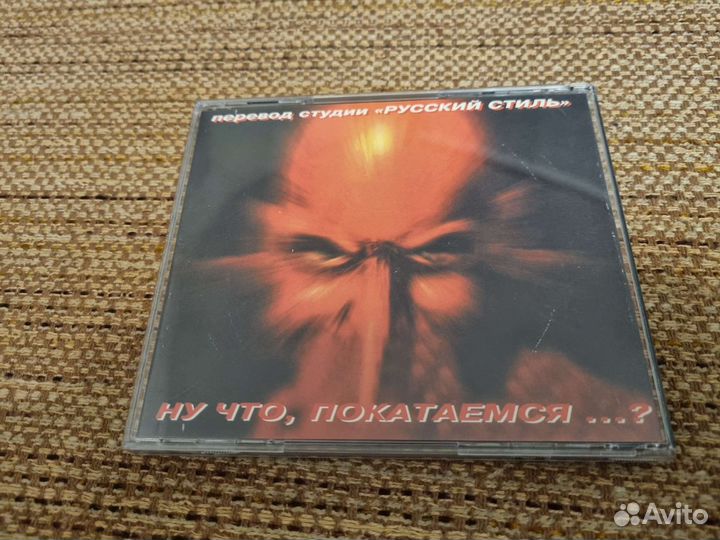 перевод студии «РУССКИЙ СТИЛЬ»
НУ ЧТО, ПОКАТАЕМСЯ ...?
Avito